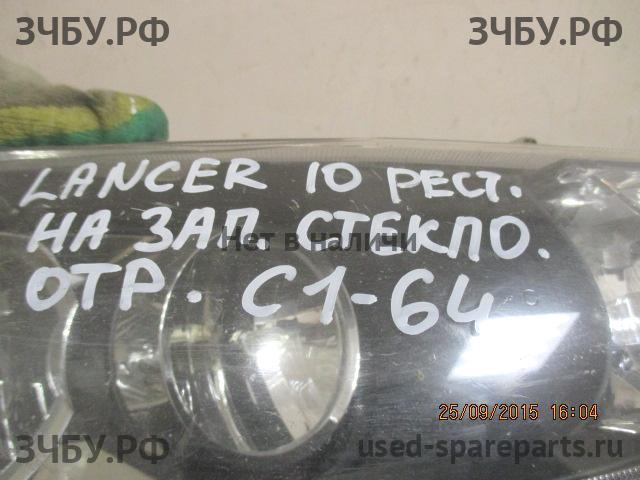 ЗЧБУ.РФ ЗЧБУ.РФ
LANCER 10 РЕСТ.
НА ЗАП. СТЕКЛО.
Нет в наличии
ОТР. С1-64
25/09/2015 16:04
ЗЧБУ.РФ used-spareparts.ru